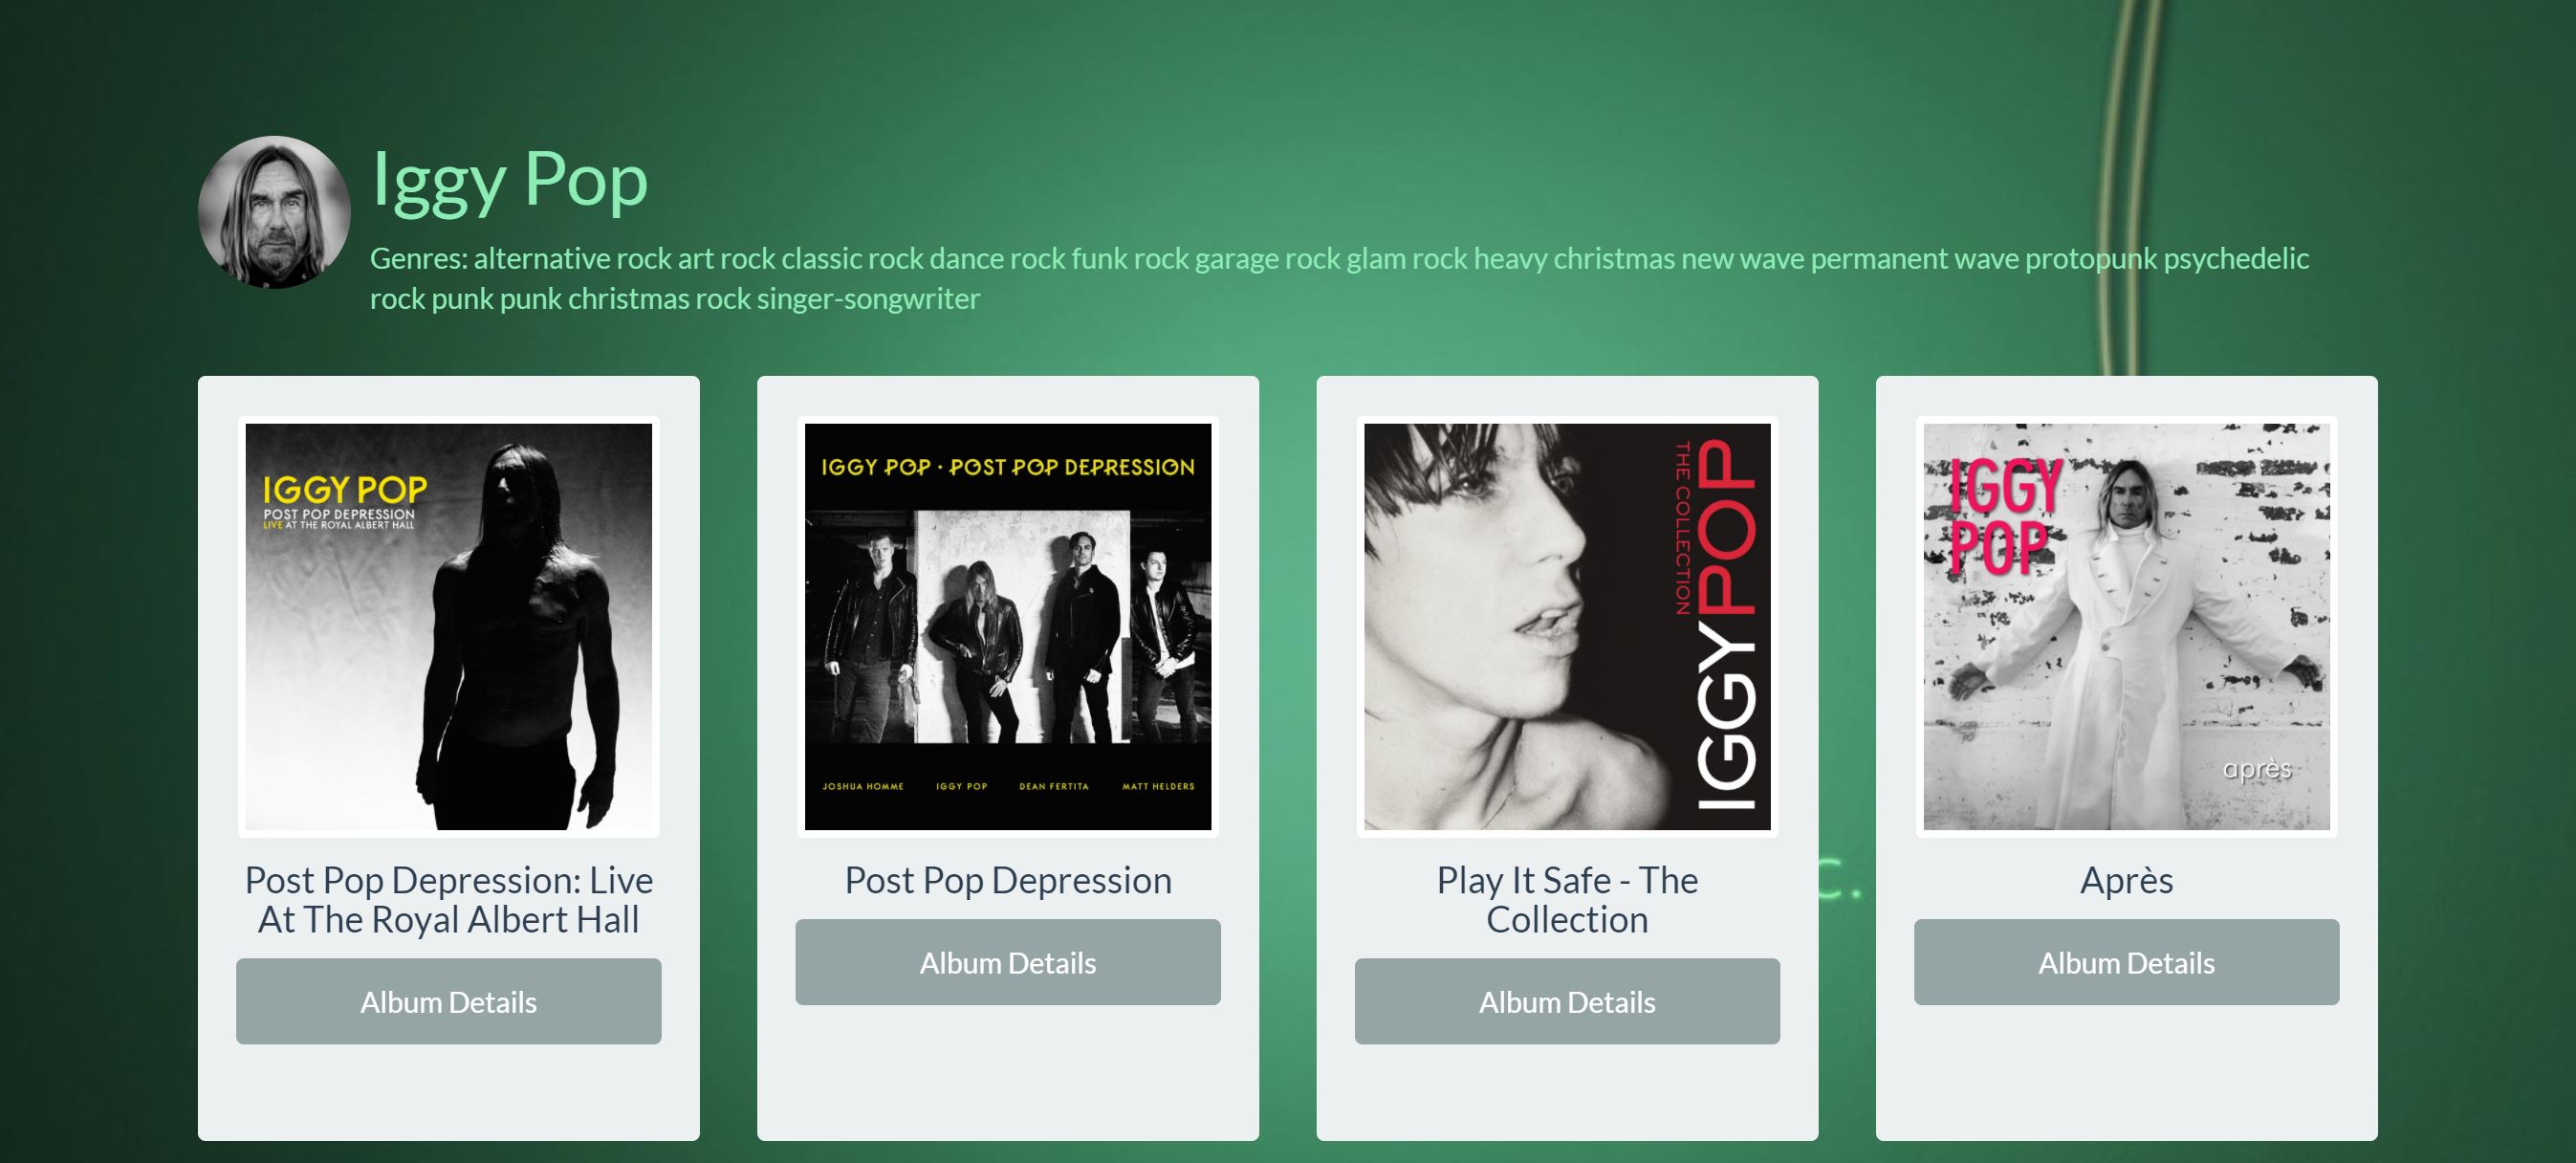 Iggy Pop
Genres: alternative rock art rock classic rock dance rock funk rock garage rock glam rock heavy christmas new wave permanent wave protopunk psychedelic
rock punk punk christmas rock singer-songwriter
IGGY POP
POST POP DEPRESSION
LIVE AT THE ROYAL ALBERT HALL
Post Pop Depression: Live
At The Royal Albert Hall
Album Details
IGGY POP · POST POP DEPRESSION
JOSHUA HOMME IGGY POP DEAN FERTITA MATT HELDERS
Post Pop Depression
Album Details
THE COLLECTION
IGGYPOP
Play It Safe - The
Collection
Album Details
c.
IGGY
POP
après
Après
Album Details